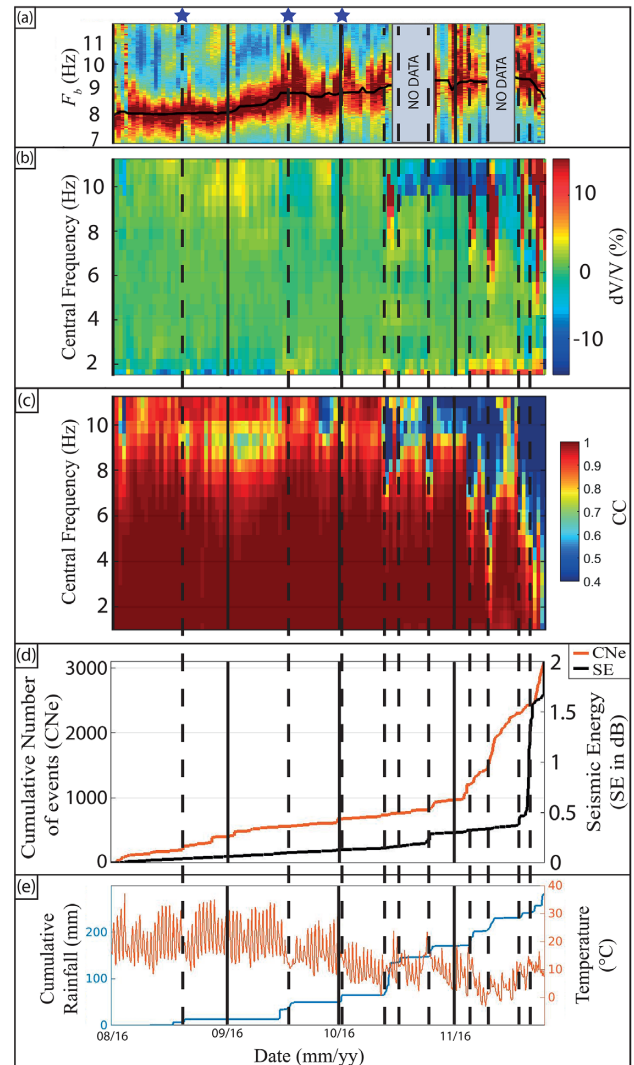 (a)
11
10
9
8
7
F_b (Hz)
NO DATA
NO DATA
(b)
10
8
6
4
2
Central Frequency (Hz)
10
0
-10
dV/V (%)
(c)
10
8
6
4
2
Central Frequency (Hz)
1
0.9
0.8
0.7
0.6
0.5
0.4
CC
(d)
CNe
SE
3000
2000
1000
0
Cumulative Number
of events (CNe)
2
1.5
1
0.5
0
Seismic Energy
(SE in dB)
(e)
200
100
0
Cumulative
Rainfall (mm)
40
30
20
10
0
Temperature
(°C)
08/16
09/16
10/16
11/16
Date (mm/yy)